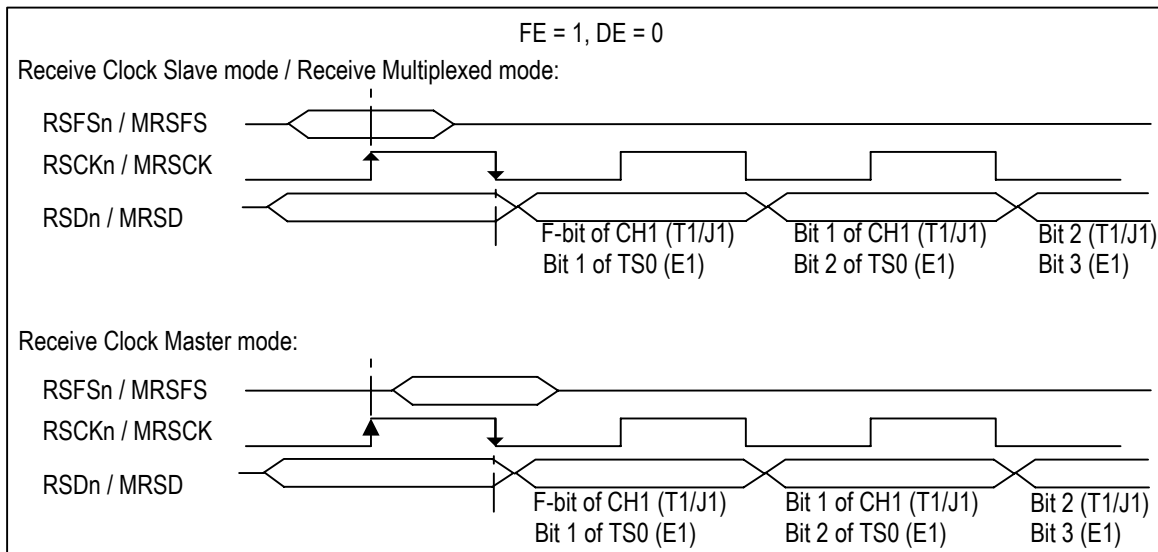 FE = 1, DE = 0
Receive Clock Slave mode / Receive Multiplexed mode:
RSFSn / MRSFS
RSCKn / MRSCK
RSDn / MRSD
F-bit of CH1 (T1/J1) Bit 1 of CH1 (T1/J1) Bit 2 (T1/J1)
Bit 1 of TS0 (E1) Bit 2 of TS0 (E1) Bit 3 (E1)
Receive Clock Master mode:
RSFSn / MRSFS
RSCKn / MRSCK
RSDn / MRSD
F-bit of CH1 (T1/J1) Bit 1 of CH1 (T1/J1) Bit 2 (T1/J1)
Bit 1 of TS0 (E1) Bit 2 of TS0 (E1) Bit 3 (E1)